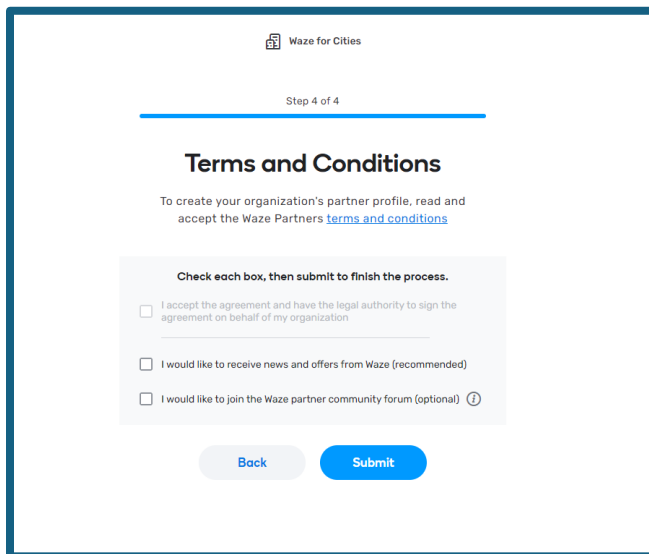 Waze for Cities
Step 4 of 4
Terms and Conditions
To create your organization's partner profile, read and
accept the Waze Partners terms and conditions
Check each box, then submit to finish the process.
I accept the agreement and have the legal authority to sign the
agreement on behalf of my organization
I would like to receive news and offers from Waze (recommended)
I would like to join the Waze partner community forum (optional) i
Back Submit